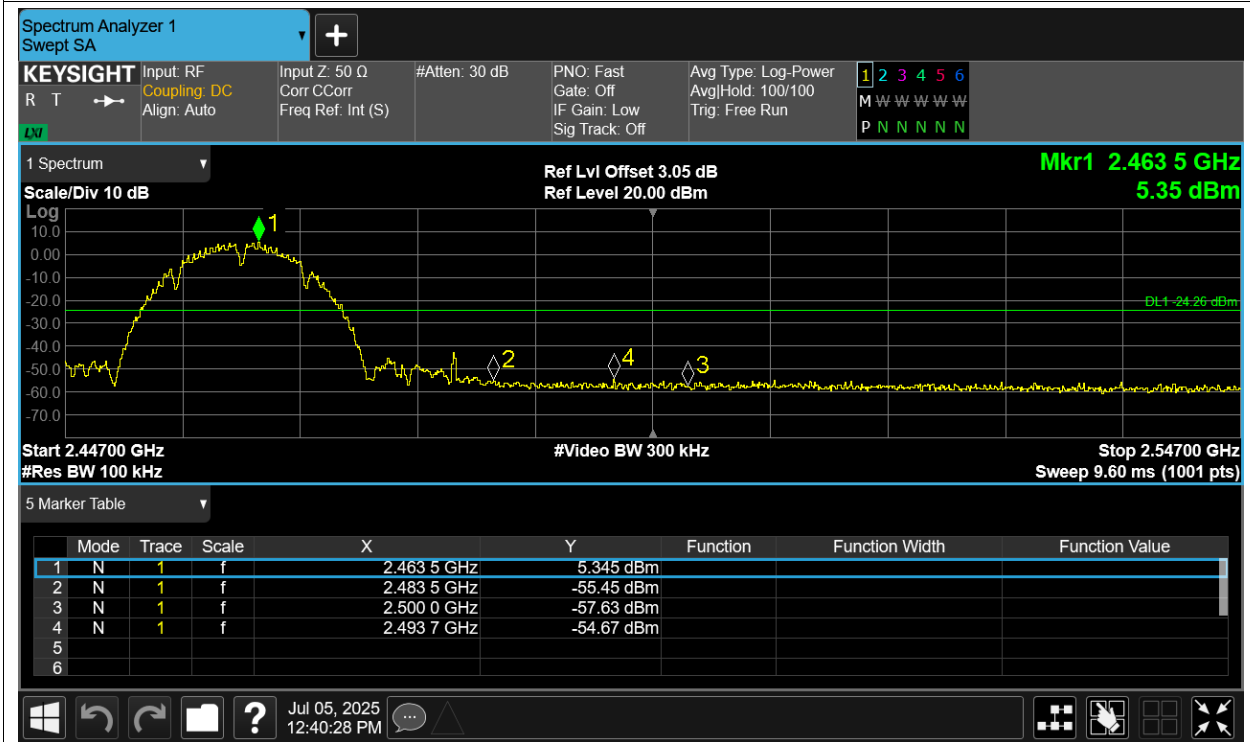 Spectrum Analyzer 1
Swept SA
+
KEYSIGHT Input: RF Input Z: 50 Ω #Atten: 30 dB PNO: Fast Avg Type: Log-Power 1 2 3 4 5 6
R T Coupling: DC Corr CCorr Gate: Off Avg|Hold: 100/100 M W W W W W
Align: Auto Freq Ref: Int (S) IF Gain: Low Trig: Free Run
LXI Sig Track: Off P N N N N N
1 Spectrum Ref Lvl Offset 3.05 dB Mkr1 2.463 5 GHz
Scale/Div 10 dB Ref Level 20.00 dBm 5.35 dBm
Log
1
10.0
0.00
-10.0
-20.0 DL1 -24.26 dBm
-30.0
-40.0
2 4 3
-50.0
-60.0
-70.0
Start 2.44700 GHz #Video BW 300 kHz Stop 2.54700 GHz
#Res BW 100 kHz Sweep 9.60 ms (1001 pts)
5 Marker Table
Mode Trace Scale X Y Function Function Width Function Value
1 N 1 f 2.463 5 GHz 5.345 dBm
2 N 1 f 2.483 5 GHz -55.45 dBm
3 N 1 f 2.500 0 GHz -57.63 dBm
4 N 1 f 2.493 7 GHz -54.67 dBm
5
6
? Jul 05, 2025
12:40:28 PM